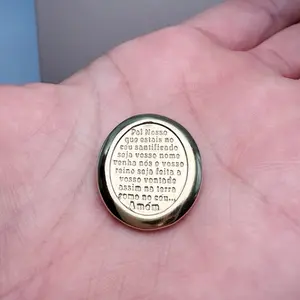 Pai Nosso
que estais no
céu santificado
seja vosso nome
venha nós o vosso
reino seja feita a
vossa vontade
assim na terra
como no céu...
Amém